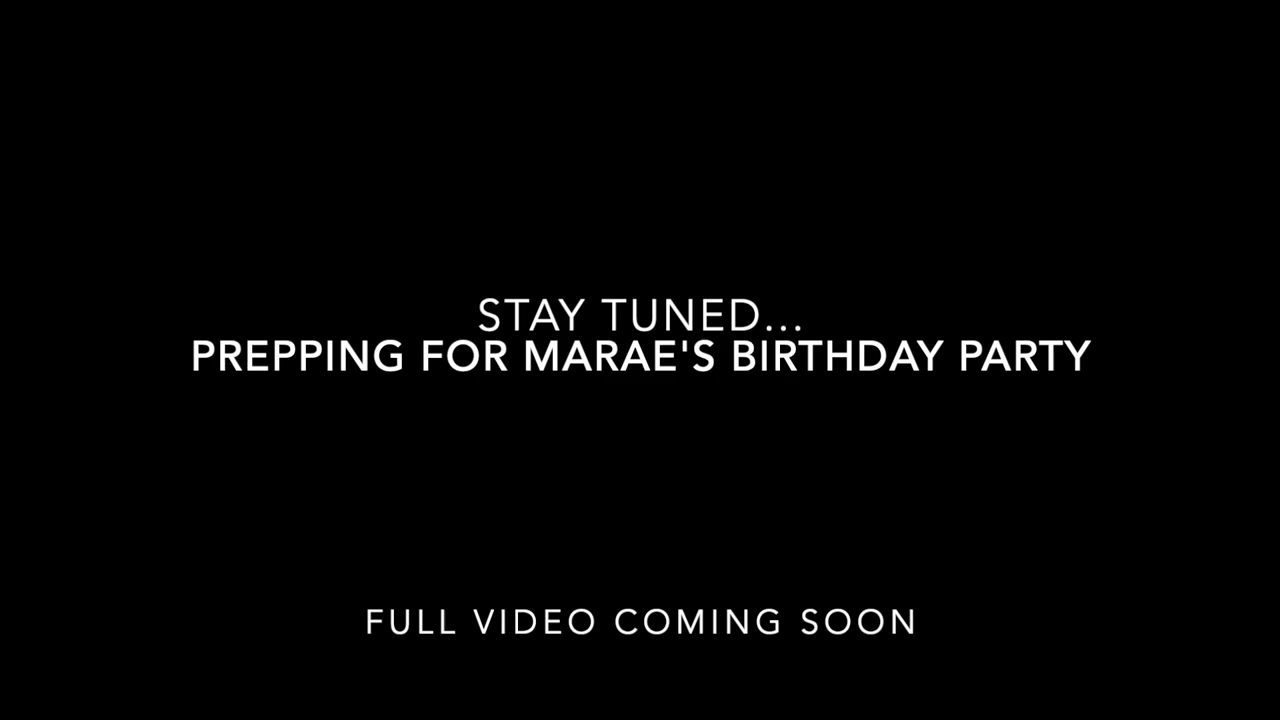 STAY TUNED...
PREPPING FOR MARAE'S BIRTHDAY PARTY
FULL VIDEO COMING SOON